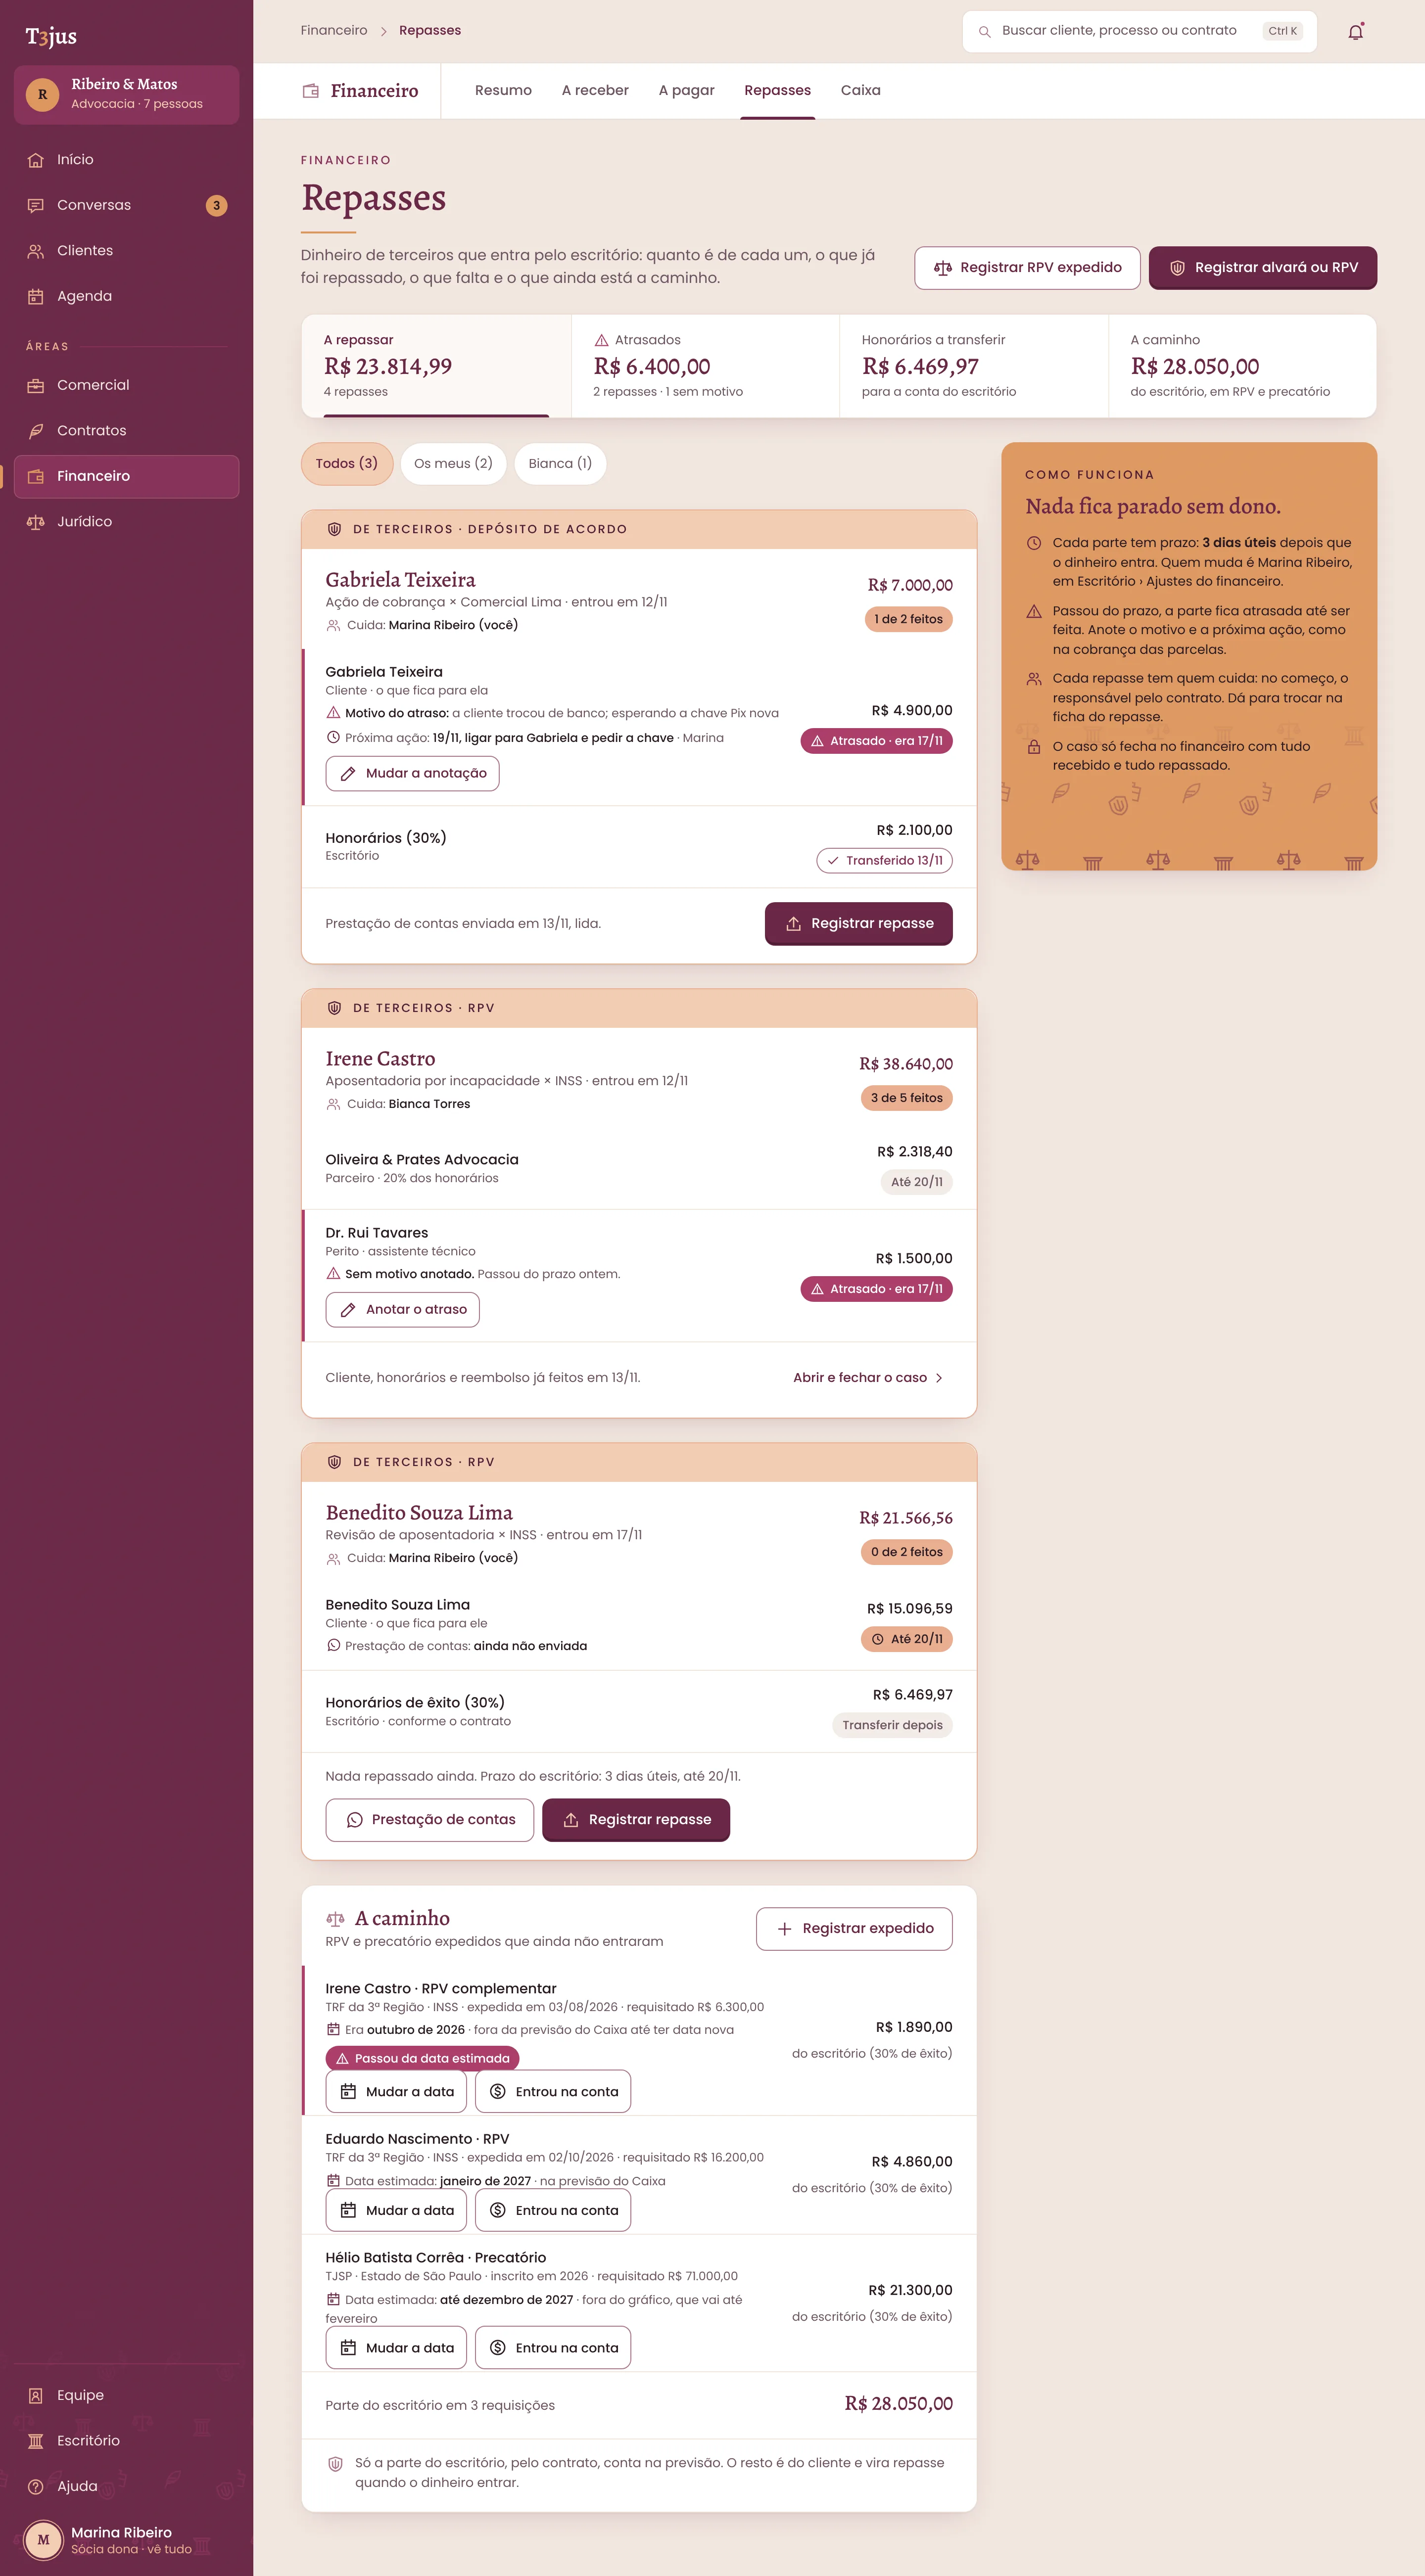 T3jus
R
Ribeiro & Matos
Advocacia · 7 pessoas
Início
Conversas
3
Clientes
Agenda
ÁREAS
Comercial
Contratos
Financeiro
Jurídico
Equipe
Escritório
Ajuda
M
Marina Ribeiro
Sócia dona · vê tudo
Financeiro > Repasses
Buscar cliente, processo ou contrato
Ctrl K
Financeiro
Resumo
A receber
A pagar
Repasses
Caixa
FINANCEIRO
Repasses
Dinheiro de terceiros que entra pelo escritório: quanto é de cada um, o que já
foi repassado, o que falta e o que ainda está a caminho.
Registrar RPV expedido
Registrar alvará ou RPV
A repassar
R$ 23.814,99
4 repasses
Atrasados
R$ 6.400,00
2 repasses · 1 sem motivo
Honorários a transferir
R$ 6.469,97
para a conta do escritório
A caminho
R$ 28.050,00
do escritório, em RPV e precatório
Todos (3)
Os meus (2)
Bianca (1)
DE TERCEIROS · DEPÓSITO DE ACORDO
Gabriela Teixeira
Ação de cobrança × Comercial Lima · entrou em 12/11
Cuida: Marina Ribeiro (você)
R$ 7.000,00
1 de 2 feitos
Gabriela Teixeira
Cliente · o que fica para ela
Motivo do atraso: a cliente trocou de banco; esperando a chave Pix nova
Próxima ação: 19/11, ligar para Gabriela e pedir a chave · Marina
Mudar a anotação
R$ 4.900,00
Atrasado · era 17/11
Honorários (30%)
Escritório
R$ 2.100,00
Transferido 13/11
Prestação de contas enviada em 13/11, lida.
Registrar repasse
DE TERCEIROS · RPV
Irene Castro
Aposentadoria por incapacidade × INSS · entrou em 12/11
Cuida: Bianca Torres
R$ 38.640,00
3 de 5 feitos
Oliveira & Prates Advocacia
Parceiro · 20% dos honorários
R$ 2.318,40
Até 20/11
Dr. Rui Tavares
Perito · assistente técnico
Sem motivo anotado. Passou do prazo ontem.
Anotar o atraso
R$ 1.500,00
Atrasado · era 17/11
Cliente, honorários e reembolso já feitos em 13/11.
Abrir e fechar o caso >
DE TERCEIROS · RPV
Benedito Souza Lima
Revisão de aposentadoria × INSS · entrou em 17/11
Cuida: Marina Ribeiro (você)
R$ 21.566,56
0 de 2 feitos
Benedito Souza Lima
Cliente · o que fica para ele
Prestação de contas: ainda não enviada
R$ 15.096,59
Até 20/11
Honorários de êxito (30%)
Escritório · conforme o contrato
R$ 6.469,97
Transferir depois
Nada repassado ainda. Prazo do escritório: 3 dias úteis, até 20/11.
Prestação de contas
Registrar repasse
A caminho
RPV e precatório expedidos que ainda não entraram
Registrar expedido
Irene Castro · RPV complementar
TRF da 3ª Região · INSS · expedida em 03/08/2026 · requisitado R$ 6.300,00
Era outubro de 2026 · fora da previsão do Caixa até ter data nova
Passou da data estimada
Mudar a data
Entrou na conta
R$ 1.890,00
do escritório (30% de êxito)
Eduardo Nascimento · RPV
TRF da 3ª Região · INSS · expedida em 02/10/2026 · requisitado R$ 16.200,00
Data estimada: janeiro de 2027 · na previsão do Caixa
Mudar a data
Entrou na conta
R$ 4.860,00
do escritório (30% de êxito)
Hélio Batista Corrêa · Precatório
TJSP · Estado de São Paulo · inscrito em 2026 · requisitado R$ 71.000,00
Data estimada: até dezembro de 2027 · fora do gráfico, que vai até
fevereiro
Mudar a data
Entrou na conta
R$ 21.300,00
do escritório (30% de êxito)
Parte do escritório em 3 requisições
R$ 28.050,00
Só a parte do escritório, pelo contrato, conta na previsão. O resto é do cliente e vira repasse
quando o dinheiro entrar.
COMO FUNCIONA
Nada fica parado sem dono.
Cada parte tem prazo: 3 dias úteis depois que
o dinheiro entra. Quem muda é Marina Ribeiro,
em Escritório › Ajustes do financeiro.
Passou do prazo, a parte fica atrasada até ser
feita. Anote o motivo e a próxima ação, como
na cobrança das parcelas.
Cada repasse tem quem cuida: no começo, o
responsável pelo contrato. Dá para trocar na
ficha do repasse.
O caso só fecha no financeiro com tudo
recebido e tudo repassado.